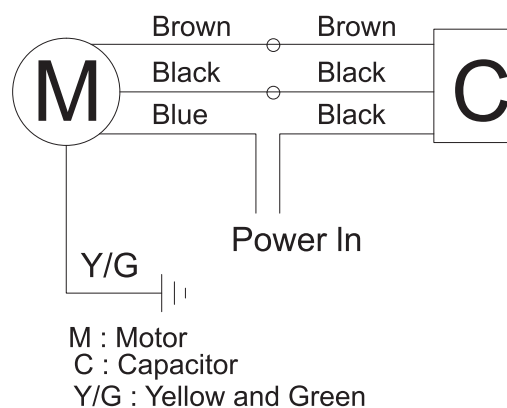 Brown Brown
M Black Black C
Blue Black
Power In
Y/G
M : Motor
C : Capacitor
Y/G : Yellow and Green